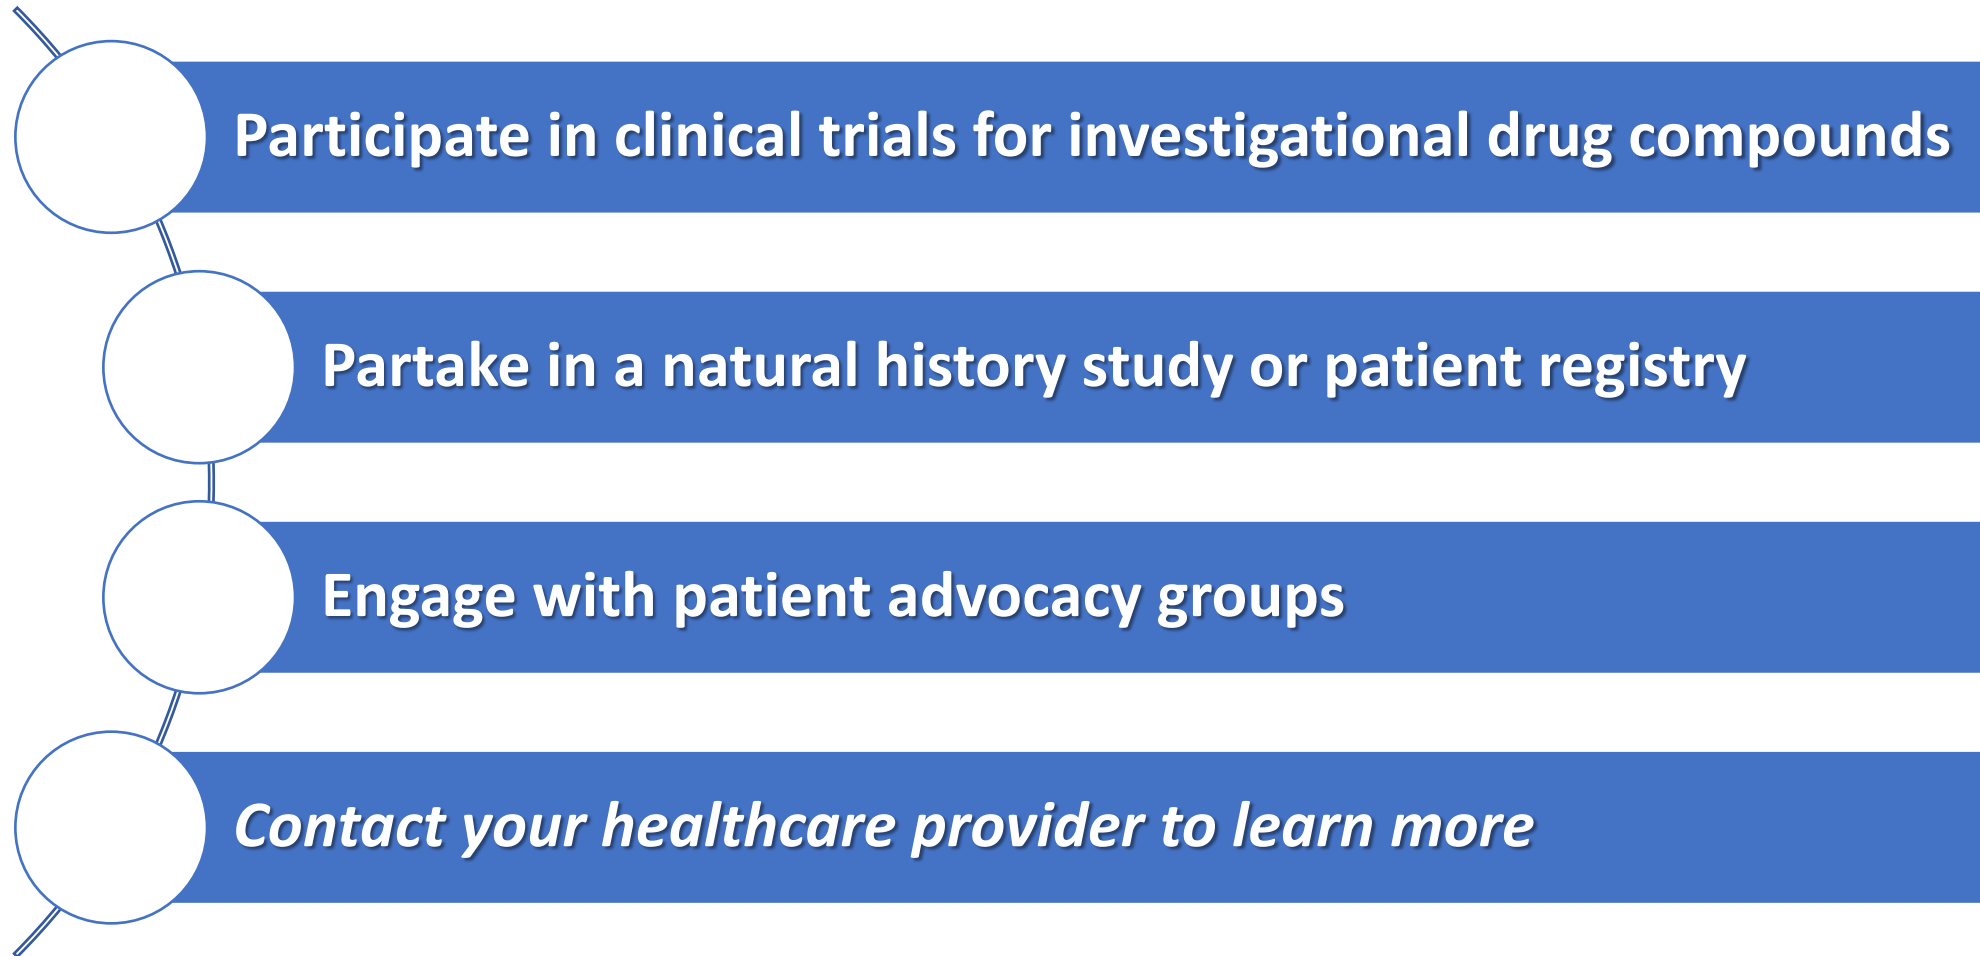 Participate in clinical trials for investigational drug compounds
Partake in a natural history study or patient registry
Engage with patient advocacy groups
Contact your healthcare provider to learn more